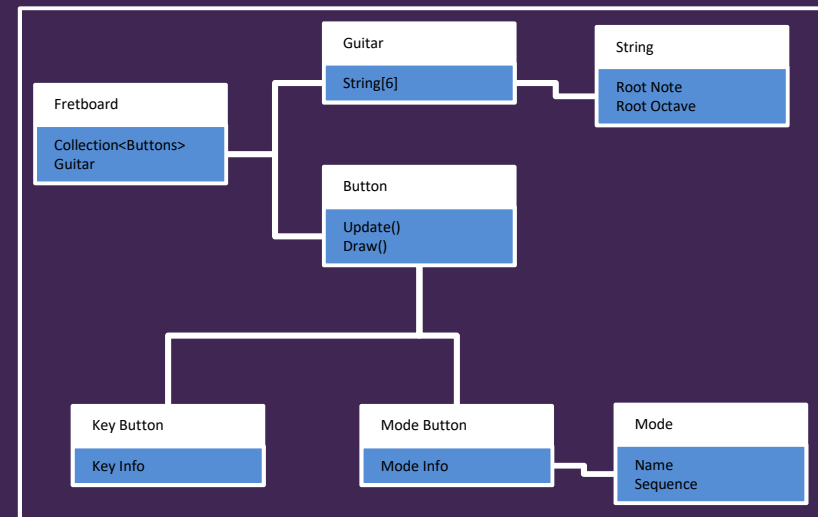 Guitar
String[6]
String
Root Note
Root Octave
Fretboard
Collection<Buttons>
Guitar
Button
Update()
Draw()
Key Button
Key Info
Mode Button
Mode Info
Mode
Name
Sequence